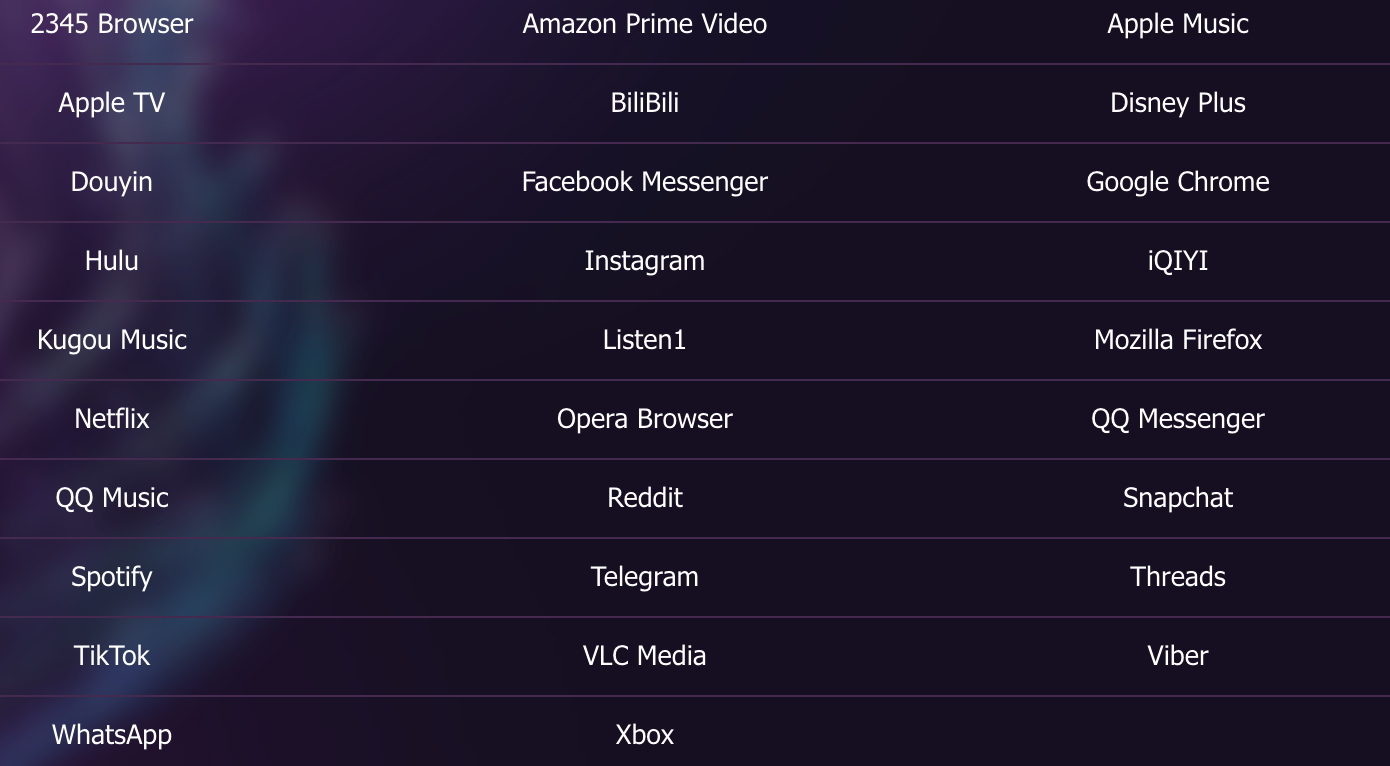 2345 Browser Amazon Prime Video Apple Music
Apple TV BiliBili Disney Plus
Douyin Facebook Messenger Google Chrome
Hulu Instagram iQIYI
Kugou Music Listen1 Mozilla Firefox
Netflix Opera Browser QQ Messenger
QQ Music Reddit Snapchat
Spotify Telegram Threads
TikTok VLC Media Viber
WhatsApp Xbox